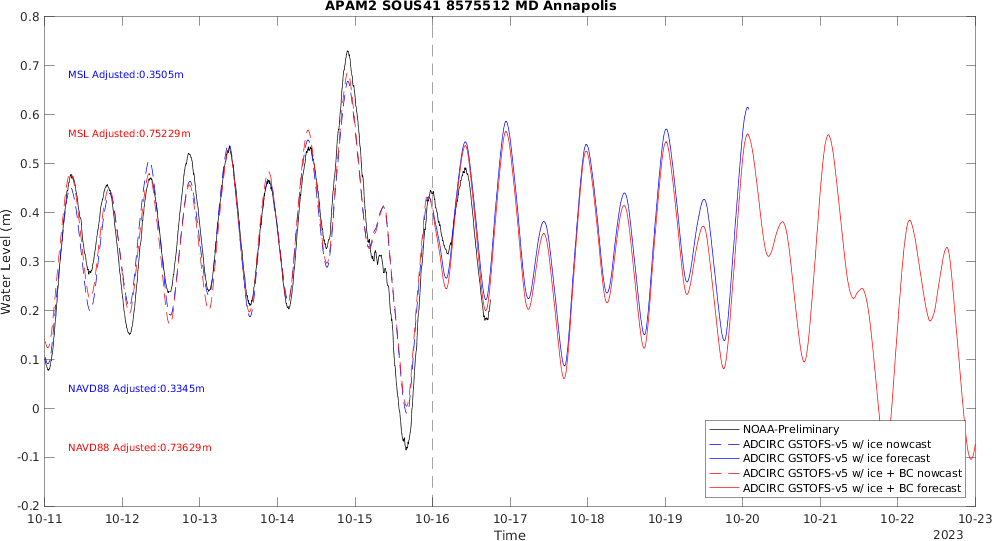 APAM2 SOUS41 8575512 MD Annapolis
0.8
0.7
0.6
0.5
0.4
0.3
0.2
0.1
0
-0.1
-0.2
Water Level (m)
MSL Adjusted:0.3505m
MSL Adjusted:0.75229m
NAVD88 Adjusted:0.3345m
NAVD88 Adjusted:0.73629m
NOAA-Preliminary
ADCIRC GSTOFS-v5 w/ ice nowcast
ADCIRC GSTOFS-v5 w/ ice forecast
ADCIRC GSTOFS-v5 w/ ice + BC nowcast
ADCIRC GSTOFS-v5 w/ ice + BC forecast
10-11 10-12 10-13 10-14 10-15 10-16 10-17 10-18 10-19 10-20 10-21 10-22 10-23
Time
2023